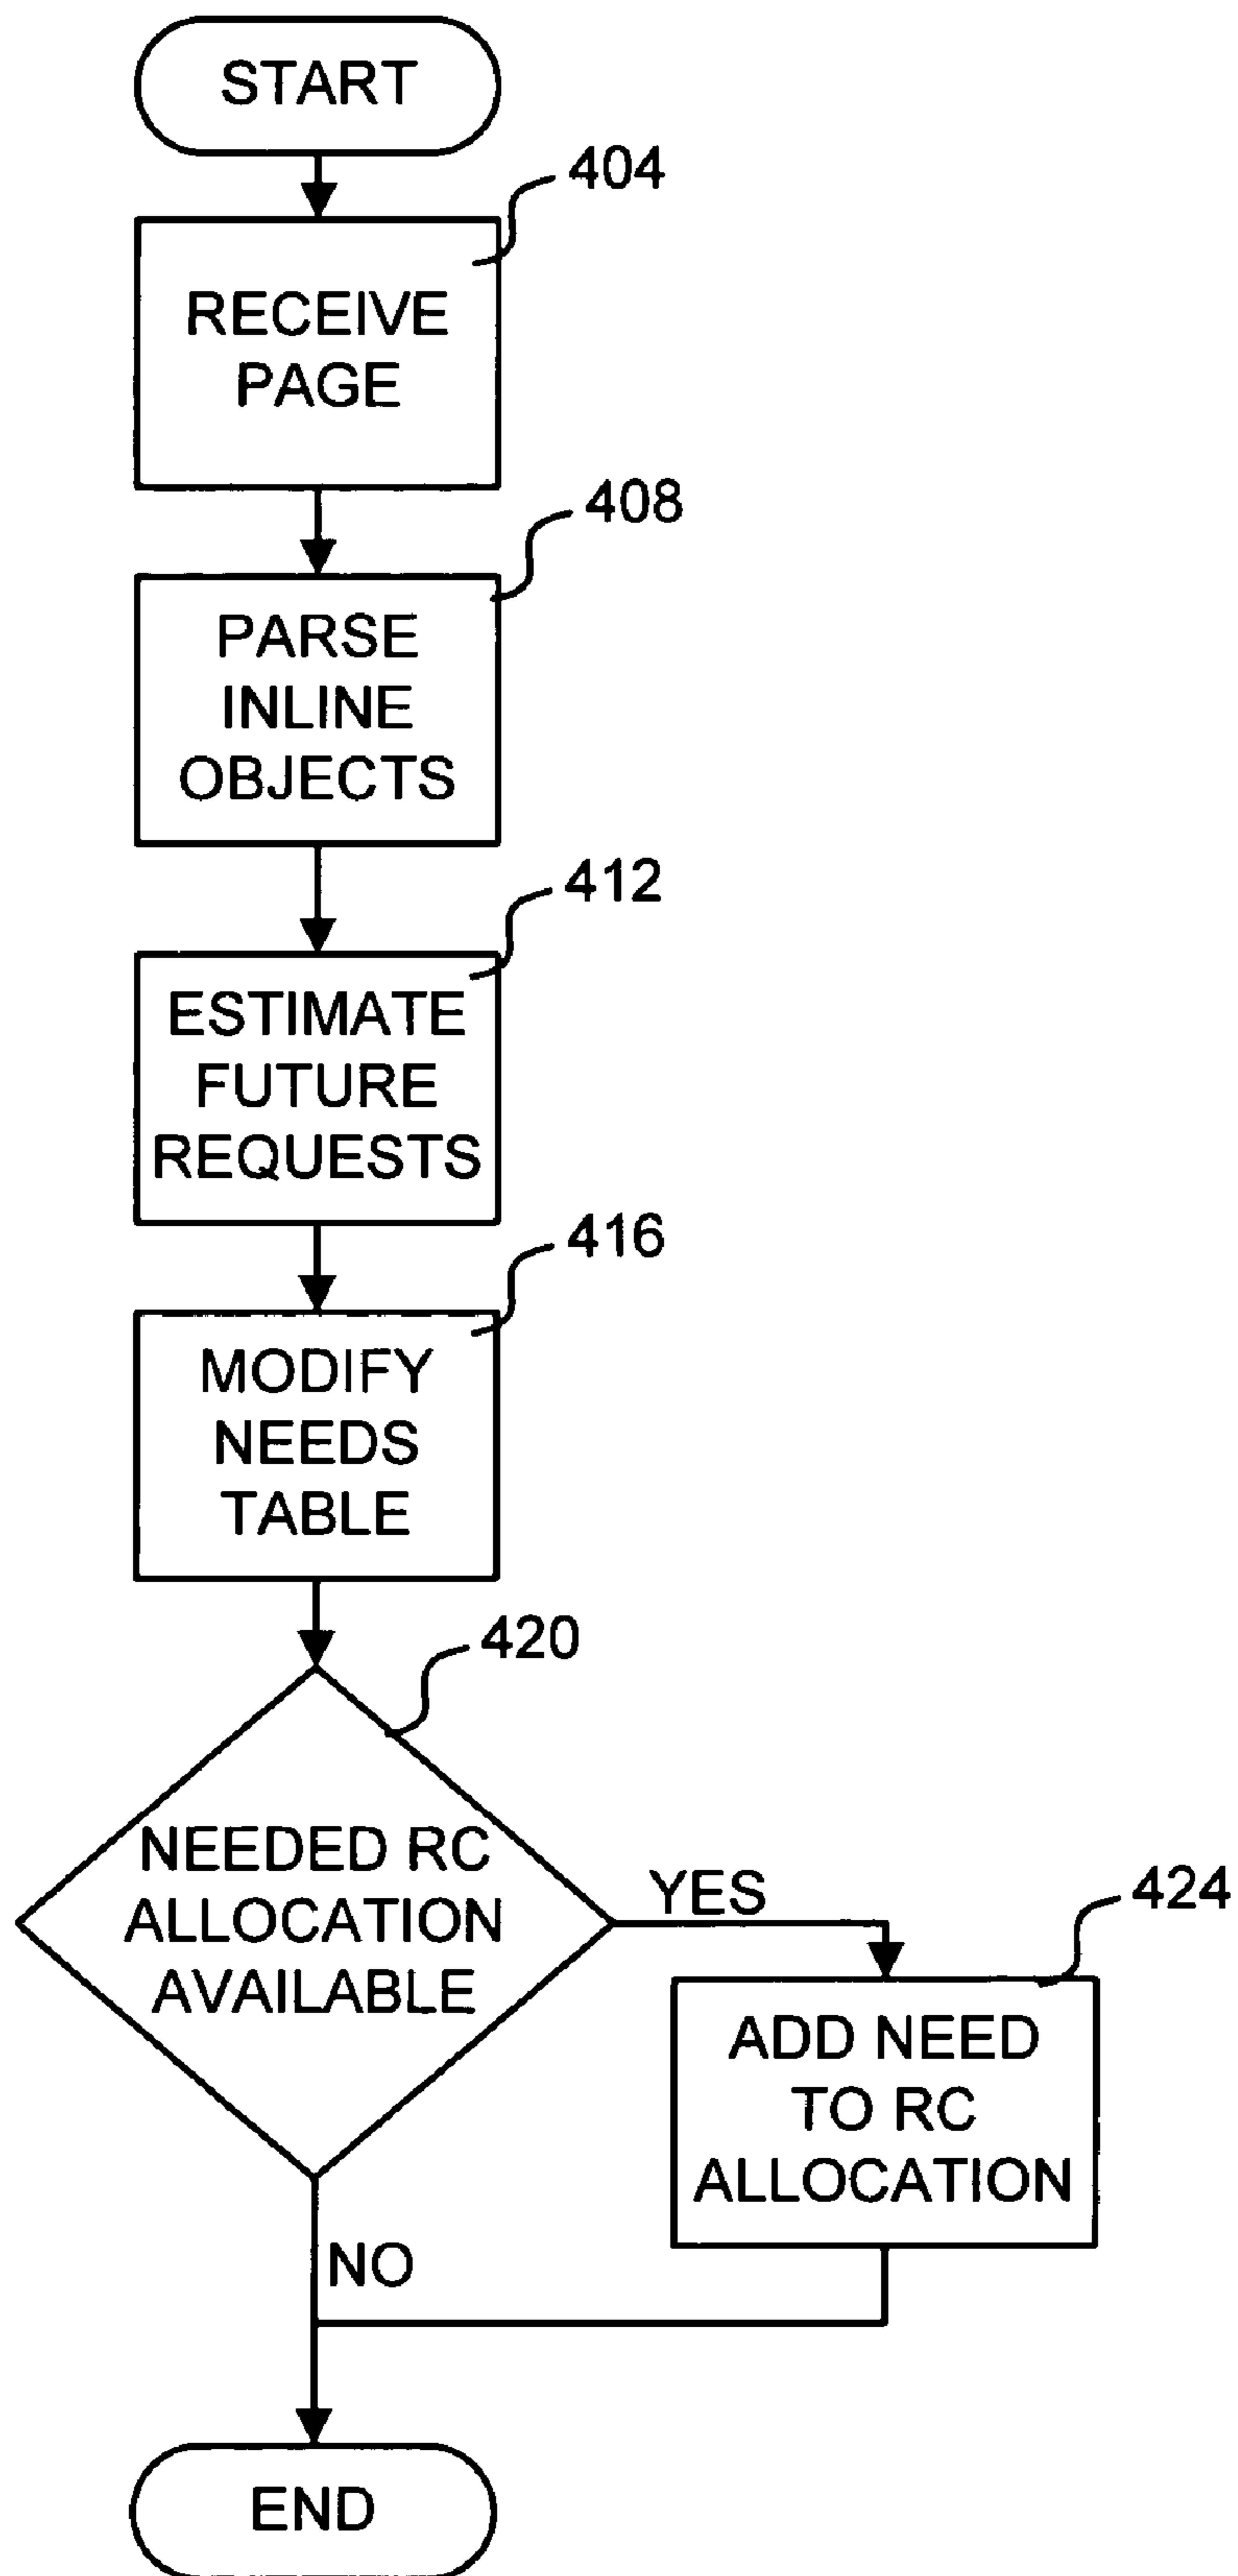 START
404
RECEIVE
PAGE
408
PARSE
INLINE
OBJECTS
412
ESTIMATE
FUTURE
REQUESTS
416
MODIFY
NEEDS
TABLE
420
NEEDED RC
ALLOCATION
AVAILABLE
YES
424
ADD NEED
TO RC
ALLOCATION
NO
END